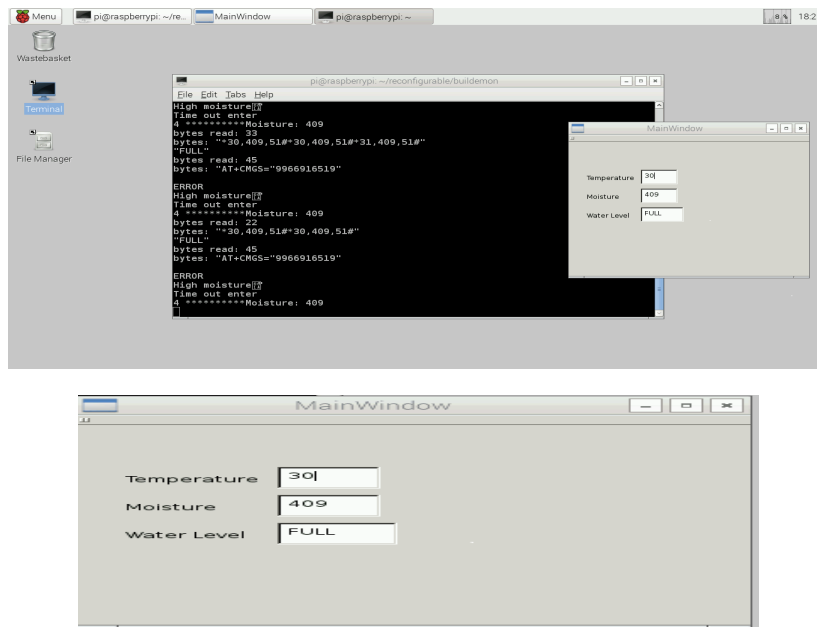 Menu
pi@raspberrypi: ~/re...
MainWindow
pi@raspberrypi: ~
8 %
18:2
Wastebasket
Terminal
File Manager
pi@raspberrypi: ~/reconfigurable/buildemon
File Edit Tabs Help
High moisture
Time out enter
4 **********Moisture: 409
bytes read: 33
bytes: "*30,409,51#*30,409,51#*31,409,51#"
"FULL"
bytes read: 45
bytes: "AT+CMGS="9966916519"
ERROR
High moisture
Time out enter
4 **********Moisture: 409
bytes read: 22
bytes: "*30,409,51#*30,409,51#"
"FULL"
bytes read: 45
bytes: "AT+CMGS="9966916519"
ERROR
High moisture
Time out enter
4 **********Moisture: 409
MainWindow
Temperature 30
Moisture 409
Water Level FULL
MainWindow
Temperature 30
Moisture 409
Water Level FULL